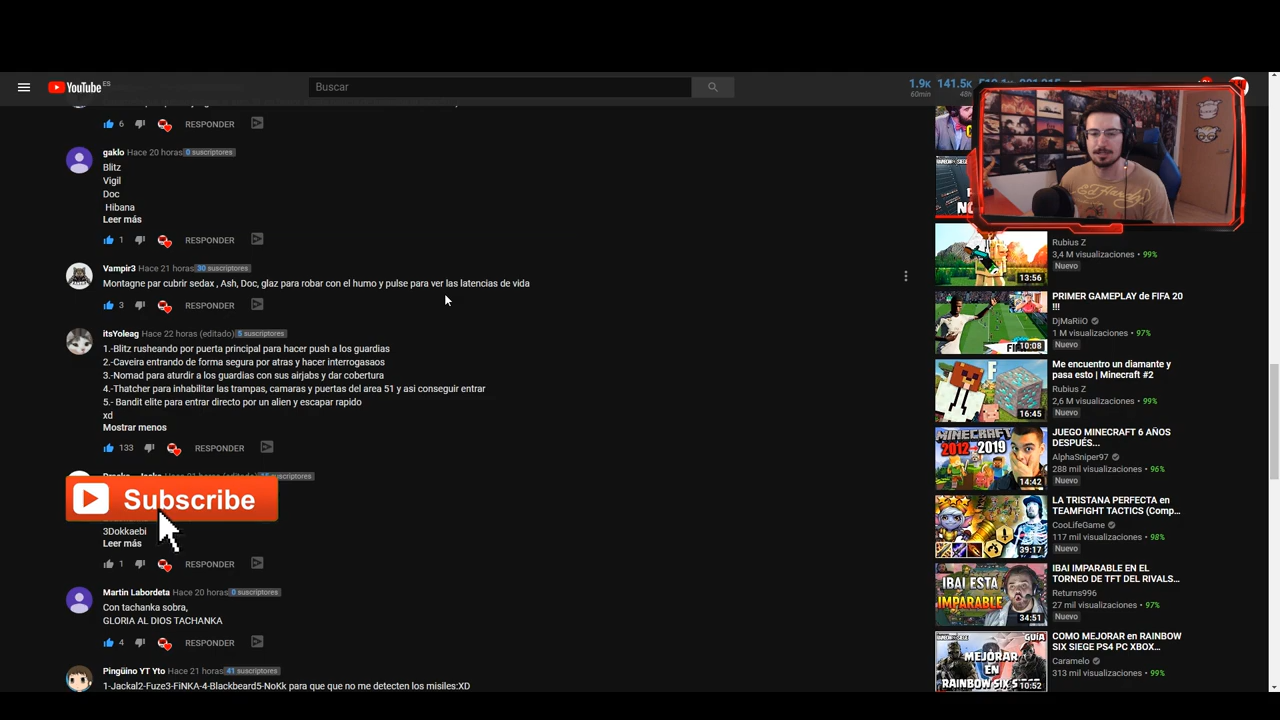 YouTube ES
Buscar
1.9K
60min
141.5K
48h
6 RESPONDER
gaklo Hace 20 horas 0 suscriptores
Blitz
Vigil
Doc
Hibana
Leer más
1 RESPONDER
Vampir3 Hace 21 horas 30 suscriptores
Montagne par cubrir sedax , Ash, Doc, glaz para robar con el humo y pulse para ver las latencias de vida
3 RESPONDER
itsYoleag Hace 22 horas (editado) 5 suscriptores
1.-Blitz rusheando por puerta principal para hacer push a los guardias
2.-Caveira entrando de forma segura por atras y hacer interrogasaos
3.-Nomad para aturdir a los guardias con sus airjabs y dar cobertura
4.-Thatcher para inhabilitar las trampas, camaras y puertas del area 51 y asi conseguir entrar
5.- Bandit elite para entrar directo por un alien y escapar rapido
xd
Mostrar menos
133 RESPONDER
suscriptores
Subscribe
3Dokkaebi
Leer más
1 RESPONDER
Martin Labordeta Hace 20 horas 0 suscriptores
Con tachanka sobra,
GLORIA AL DIOS TACHANKA
4 RESPONDER
Pingüino YT Yto Hace 21 horas 41 suscriptores
1-Jackal2-Fuze3-FiNKA-4-Blackbeard5-NoKk para que que no me detecten los misiles:XD
Rubius Z
3,4 M visualizaciones • 99%
Nuevo
13:56
PRIMER GAMEPLAY de FIFA 20
!!!
DjMaRiiO
1 M visualizaciones • 97%
Nuevo
10:08
Me encuentro un diamante y
pasa esto | Minecraft #2
Rubius Z
2,6 M visualizaciones • 99%
Nuevo
16:45
JUEGO MINECRAFT 6 AÑOS
DESPUÉS...
AlphaSniper97
288 mil visualizaciones • 96%
Nuevo
MINECRAFT
2012-2019
14:42
LA TRISTANA PERFECTA en
TEAMFIGHT TACTICS (Comp...
CooLifeGame
117 mil visualizaciones • 98%
Nuevo
39:17
IBAI IMPARABLE EN EL
TORNEO DE TFT DEL RIVALS...
Returns996
27 mil visualizaciones • 97%
Nuevo
IBAI ESTA
IMPARABLE
34:51
COMO MEJORAR en RAINBOW
SIX SIEGE PS4 PC XBOX...
Caramelo
313 mil visualizaciones • 99%
GUÍA
MEJORAR
EN
RAINBOW SIX S
10:52